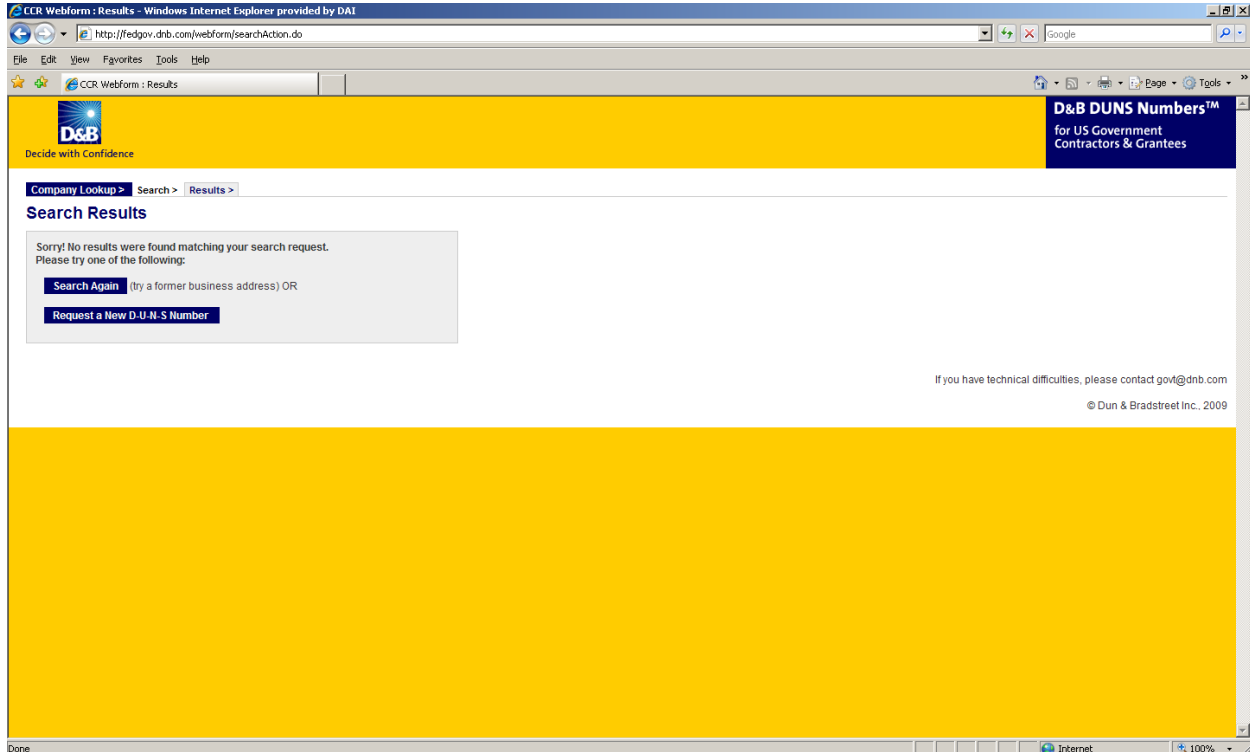 CCR Webform : Results - Windows Internet Explorer provided by DAI
http://fedgov.dnb.com/webform/searchAction.do
Google
File Edit View Favorites Tools Help
CCR Webform : Results
Page Tools »
D&B
Decide with Confidence
D&B DUNS Numbers™
for US Government
Contractors & Grantees
Company Lookup > Search > Results >
Search Results
Sorry! No results were found matching your search request.
Please try one of the following:
Search Again (try a former business address) OR
Request a New D-U-N-S Number
If you have technical difficulties, please contact govt@dnb.com
© Dun & Bradstreet Inc., 2009
Done Internet 100%